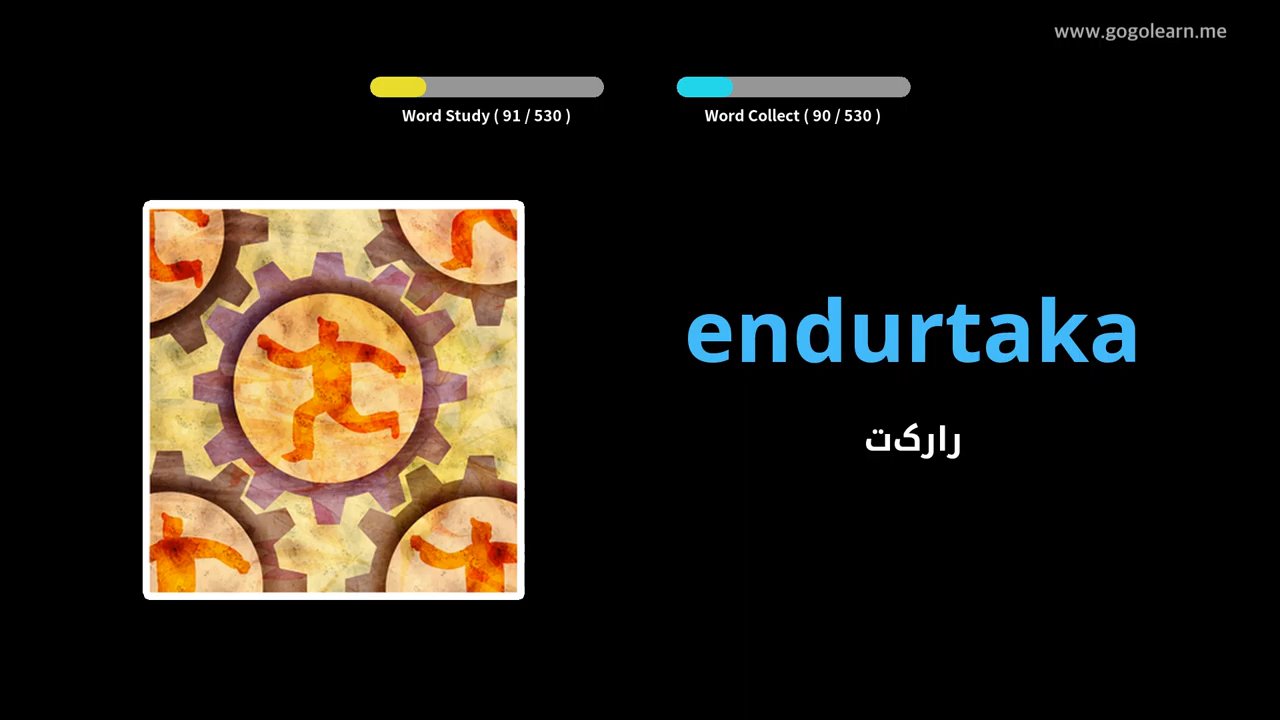 www.gogolearn.me
Word Study ( 91 / 530 )
Word Collect ( 90 / 530 )
endurtaka
رارکت